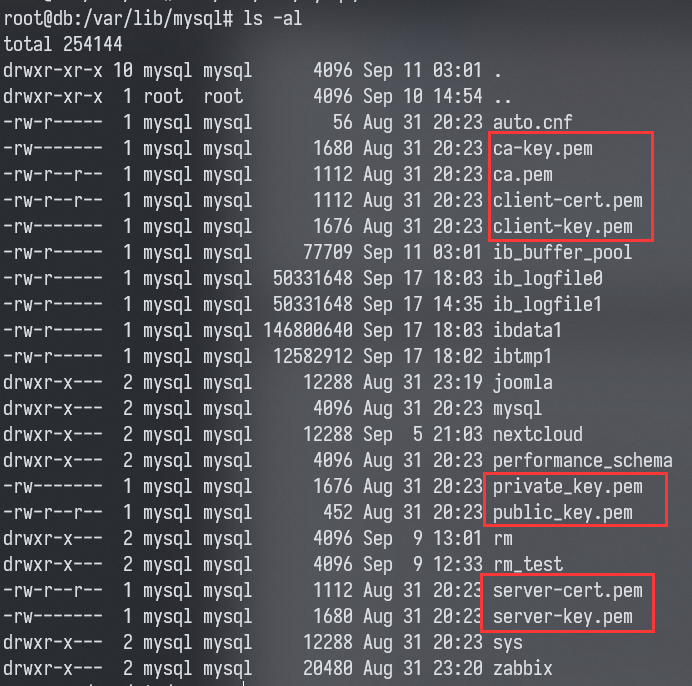 root@db:/var/lib/mysql# ls -al
total 254144
drwxr-xr-x 10 mysql mysql      4096 Sep 11 03:01 .
drwxr-xr-x  1 root  root       4096 Sep 10 14:54 ..
-rw-r-----  1 mysql mysql        56 Aug 31 20:23 auto.cnf
-rw-------  1 mysql mysql      1680 Aug 31 20:23 ca-key.pem
-rw-r--r--  1 mysql mysql      1112 Aug 31 20:23 ca.pem
-rw-r--r--  1 mysql mysql      1112 Aug 31 20:23 client-cert.pem
-rw-------  1 mysql mysql      1676 Aug 31 20:23 client-key.pem
-rw-r-----  1 mysql mysql     77709 Sep 11 03:01 ib_buffer_pool
-rw-r-----  1 mysql mysql  50331648 Sep 17 18:03 ib_logfile0
-rw-r-----  1 mysql mysql  50331648 Sep 17 14:35 ib_logfile1
-rw-r-----  1 mysql mysql 146800640 Sep 17 18:03 ibdata1
-rw-r-----  1 mysql mysql  12582912 Sep 17 18:02 ibtmp1
drwxr-x---  2 mysql mysql     12288 Aug 31 23:19 joomla
drwxr-x---  2 mysql mysql      4096 Aug 31 20:23 mysql
drwxr-x---  2 mysql mysql     12288 Sep  5 21:03 nextcloud
drwxr-x---  2 mysql mysql      4096 Aug 31 20:23 performance_schema
-rw-------  1 mysql mysql      1676 Aug 31 20:23 private_key.pem
-rw-r--r--  1 mysql mysql       452 Aug 31 20:23 public_key.pem
drwxr-x---  2 mysql mysql      4096 Sep  9 13:01 rm
drwxr-x---  2 mysql mysql      4096 Sep  9 12:33 rm_test
-rw-r--r--  1 mysql mysql      1112 Aug 31 20:23 server-cert.pem
-rw-------  1 mysql mysql      1680 Aug 31 20:23 server-key.pem
drwxr-x---  2 mysql mysql     12288 Aug 31 20:23 sys
drwxr-x---  2 mysql mysql     20480 Aug 31 23:20 zabbix